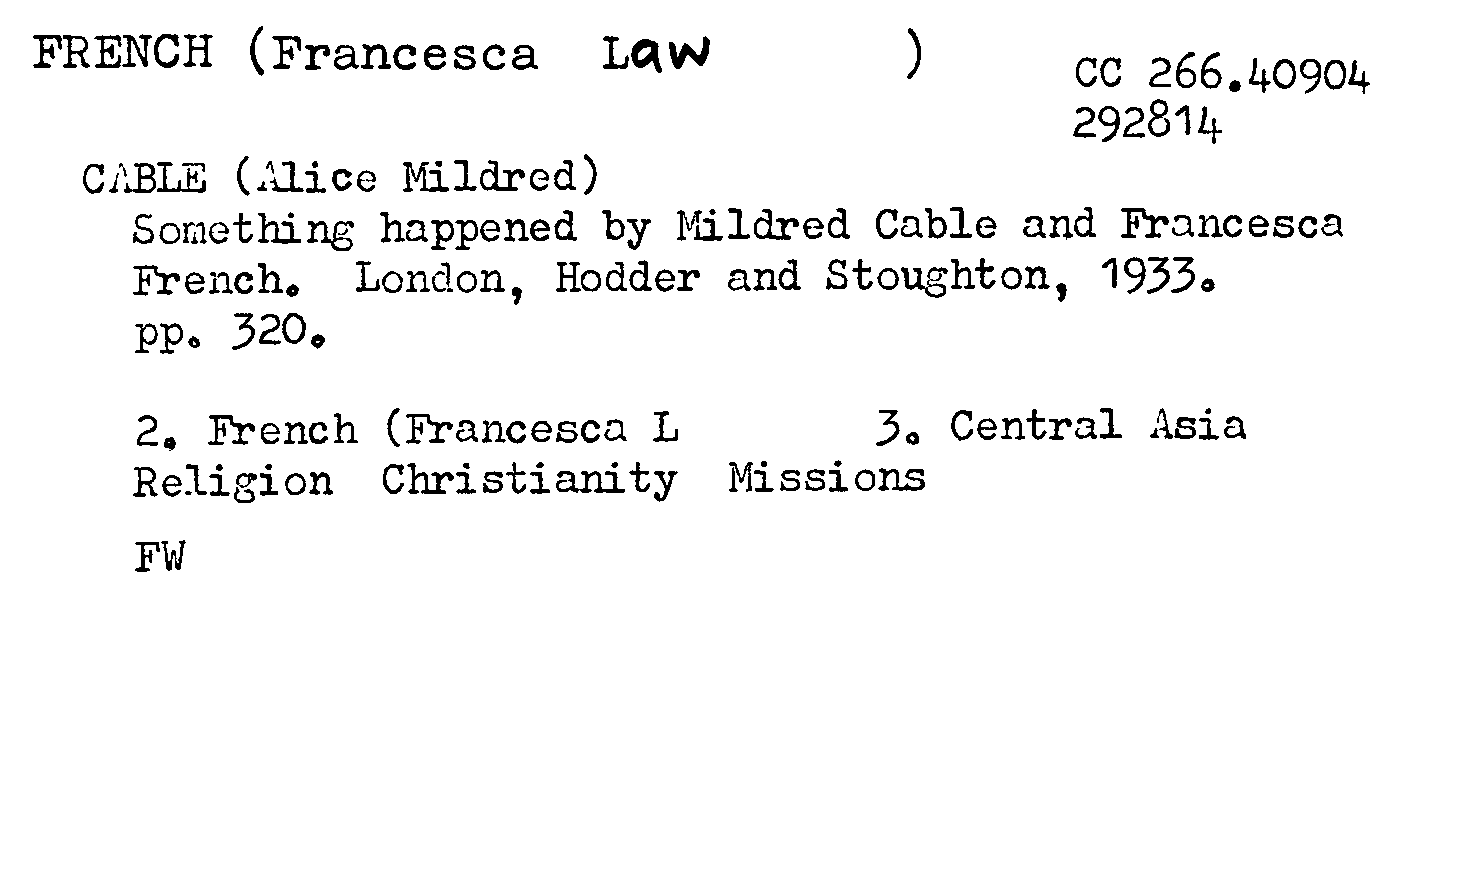 FRENCH (Francesca Law )
CC 266.40904
292814
CABLE (Alice Mildred)
Something happened by Mildred Cable and Francesca
French. London, Hodder and Stoughton, 1933.
pp. 320.
2. French (Francesca L 3. Central Asia
Religion Christianity Missions
FW